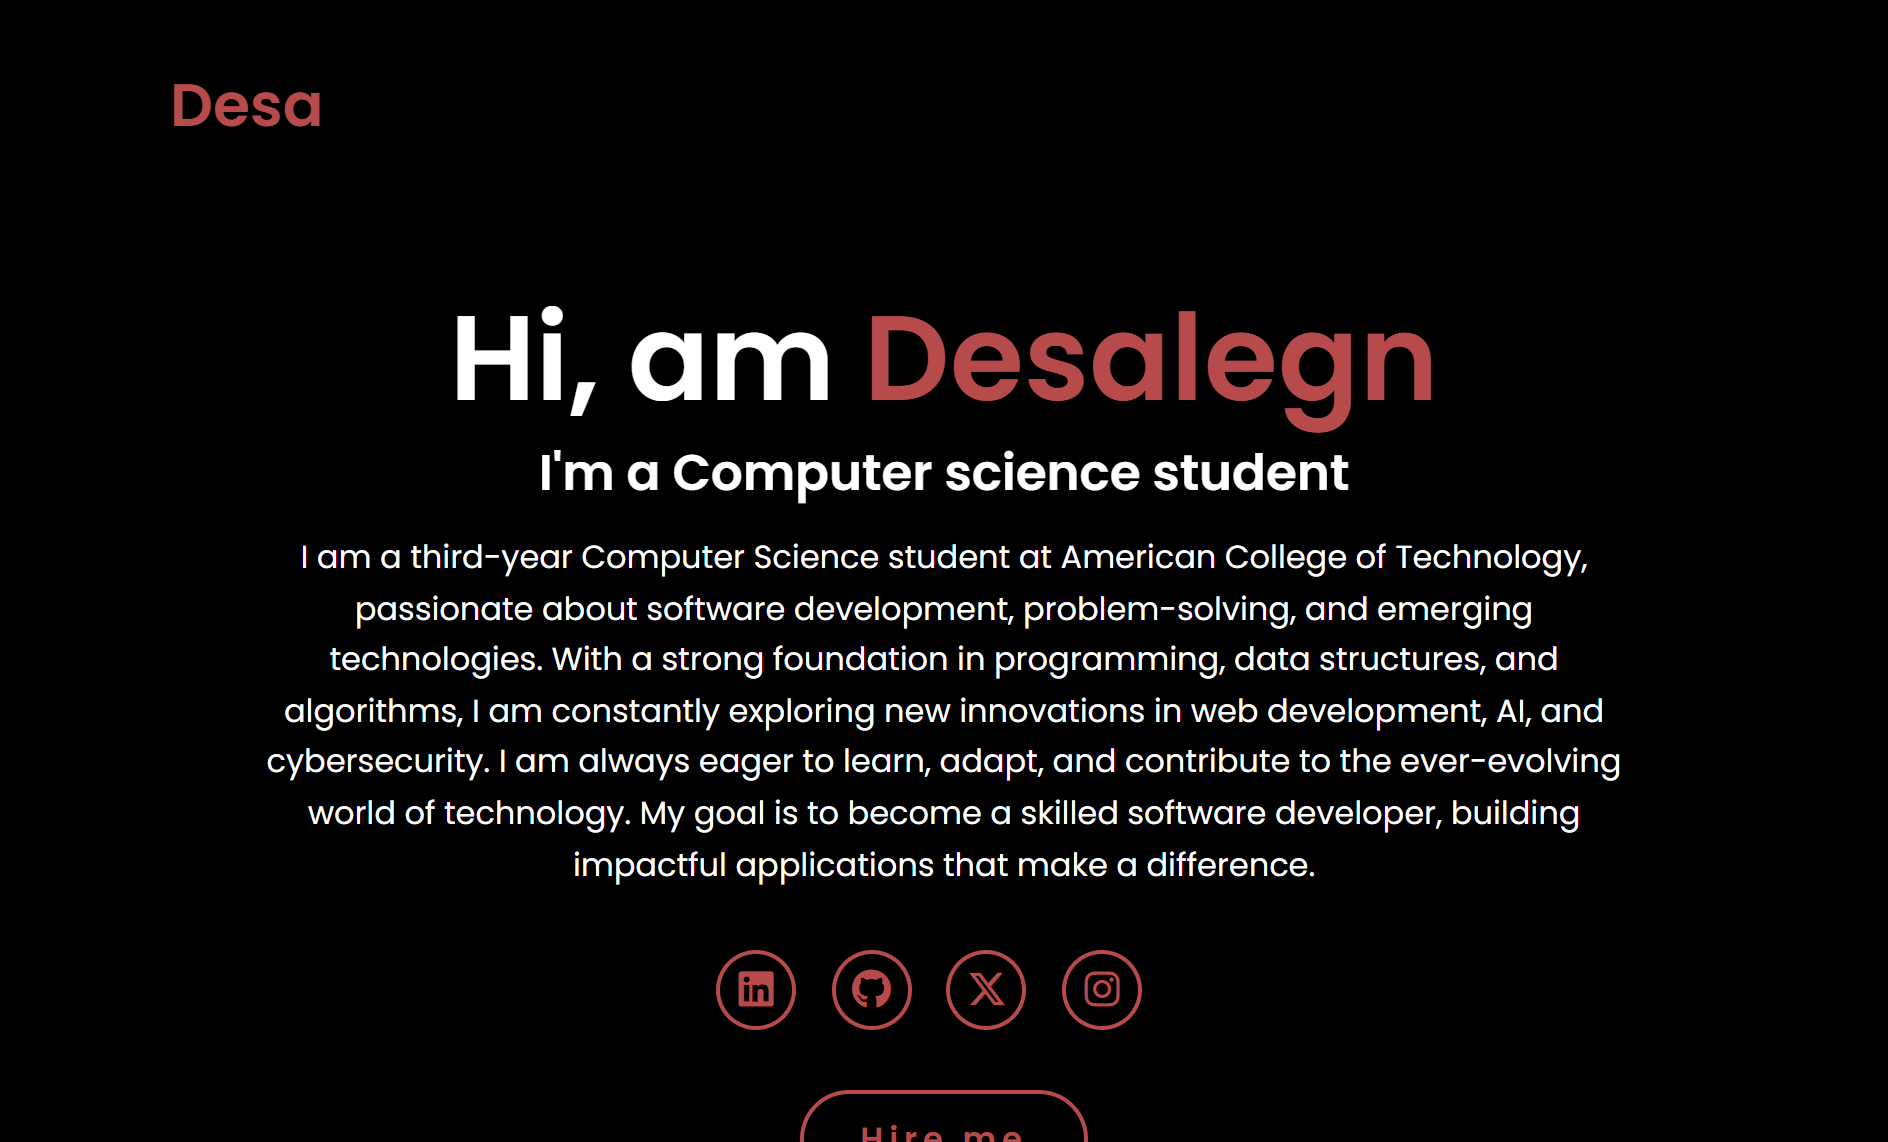 Desa
Hi, am Desalegn
I'm a Computer science student
I am a third-year Computer Science student at American College of Technology,
passionate about software development, problem-solving, and emerging
technologies. With a strong foundation in programming, data structures, and
algorithms, I am constantly exploring new innovations in web development, AI, and
cybersecurity. I am always eager to learn, adapt, and contribute to the ever-evolving
world of technology. My goal is to become a skilled software developer, building
impactful applications that make a difference.
Hire me